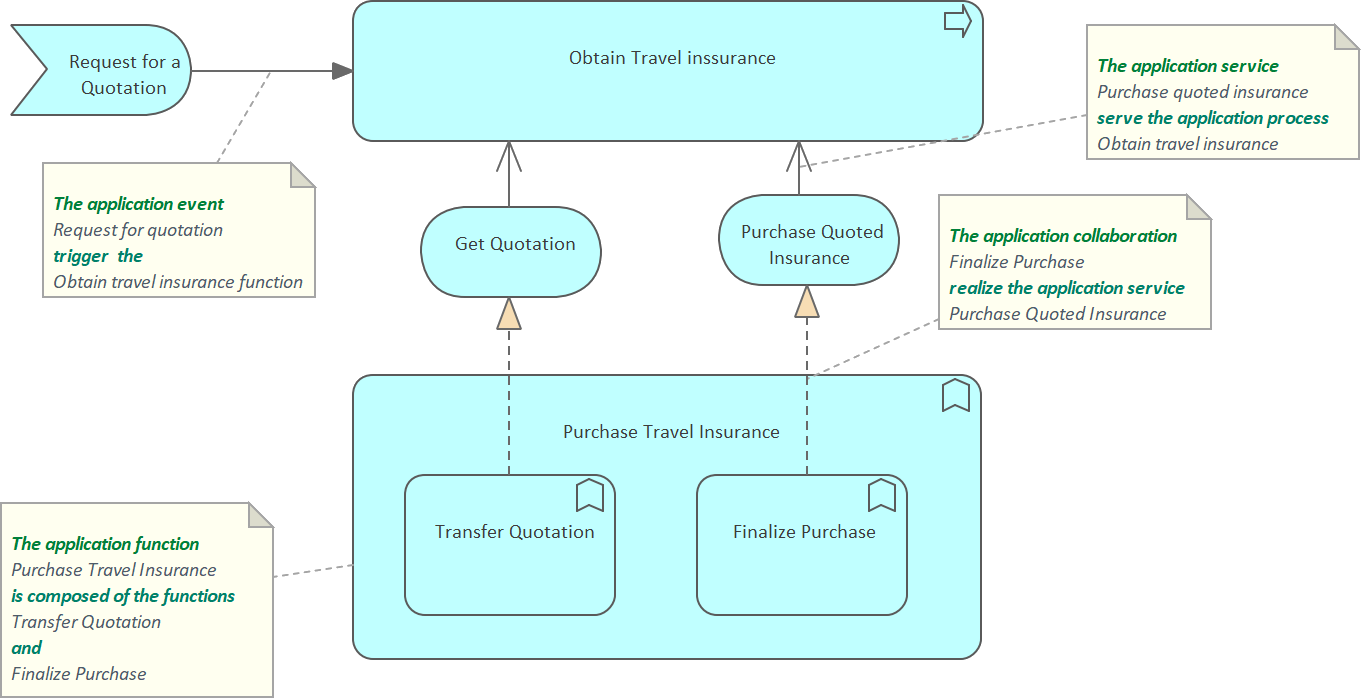 Request for a
Quotation
Obtain Travel inssurance
The application service
Purchase quoted insurance
serve the application process
Obtain travel insurance
The application event
Request for quotation
trigger  the
Obtain travel insurance function
Get Quotation
Purchase Quoted
Insurance
The application collaboration
Finalize Purchase
realize the application service
Purchase Quoted Insurance
Purchase Travel Insurance
Transfer Quotation
Finalize Purchase
The application function
Purchase Travel Insurance
is composed of the functions
Transfer Quotation
and
Finalize Purchase